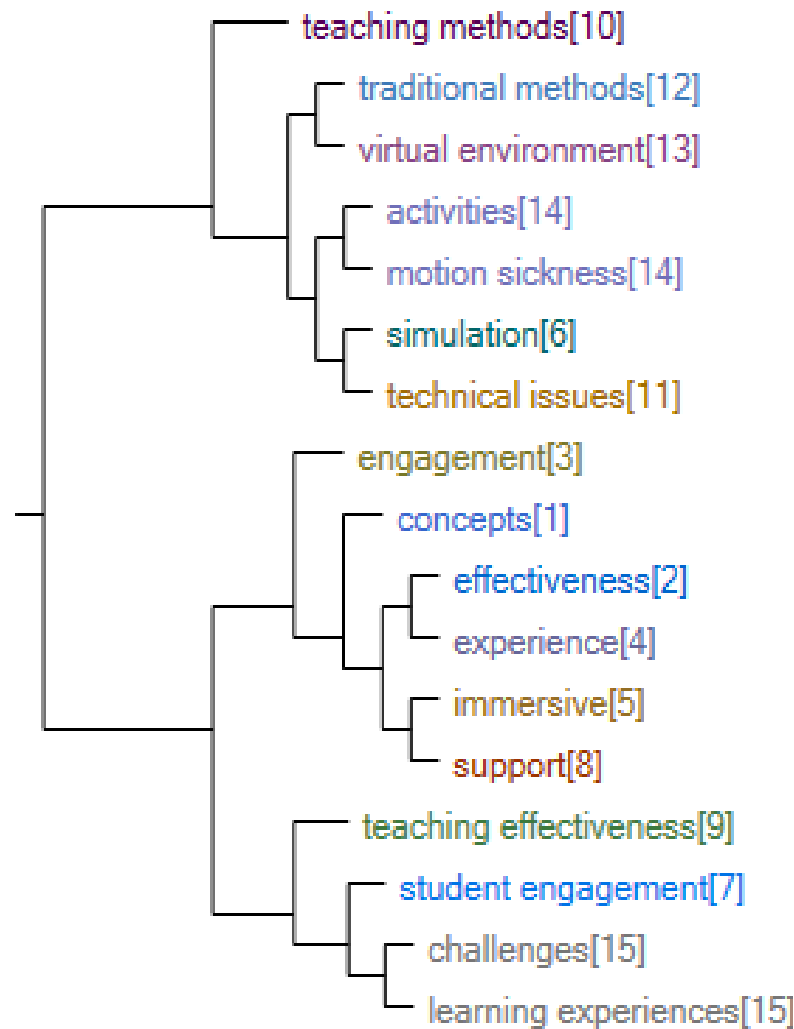 teaching methods[10]
traditional methods[12]
virtual environment[13]
activities[14]
motion sickness[14]
simulation[6]
technical issues[11]
engagement[3]
concepts[1]
effectiveness[2]
experience[4]
immersive[5]
support[8]
teaching effectiveness[9]
student engagement[7]
challenges[15]
learning experiences[15]